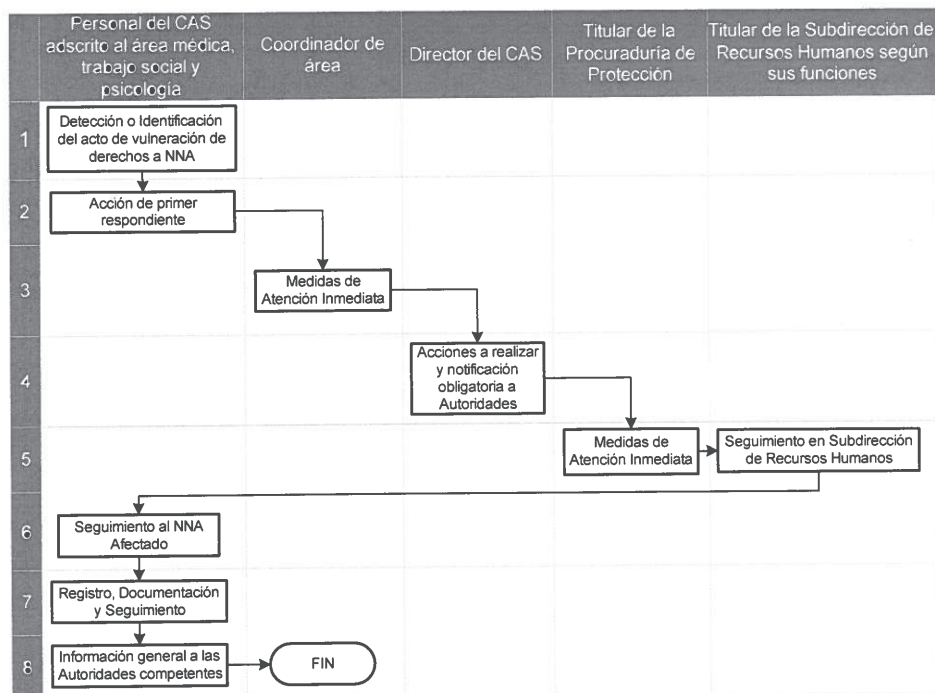 Personal del CAS
adscrito al área médica,
trabajo social y
psicología
Coordinador de
área
Director del CAS
Titular de la
Procuraduría de
Protección
Titular de la Subdirección de
Recursos Humanos según
sus funciones
1
Detección o Identificación
del acto de vulneración de
derechos a NNA
2
Acción de primer
respondiente
3
Medidas de
Atención Inmediata
4
Acciones a realizar
y notificación
obligatoria a
Autoridades
5
Medidas de
Atención Inmediata
Seguimiento en Subdirección
de Recursos Humanos
6
Seguimiento al NNA
Afectado
7
Registro, Documentación
y Seguimiento
8
Información general a las
Autoridades competentes
FIN